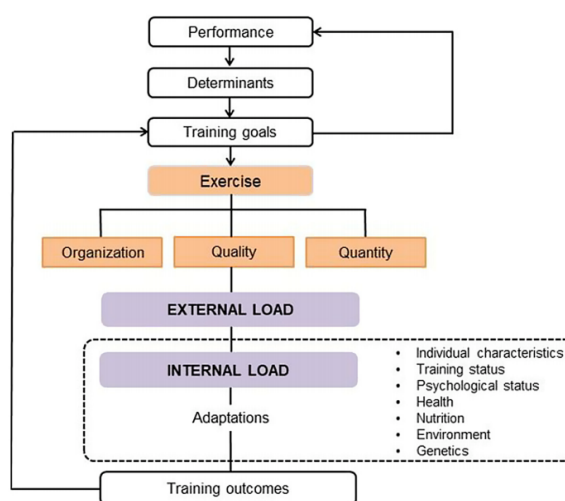 Performance
Determinants
Training goals
Exercise
Organization
Quality
Quantity
EXTERNAL LOAD
INTERNAL LOAD
Adaptations
• Individual characteristics
• Training status
• Psychological status
• Health
• Nutrition
• Environment
• Genetics
Training outcomes